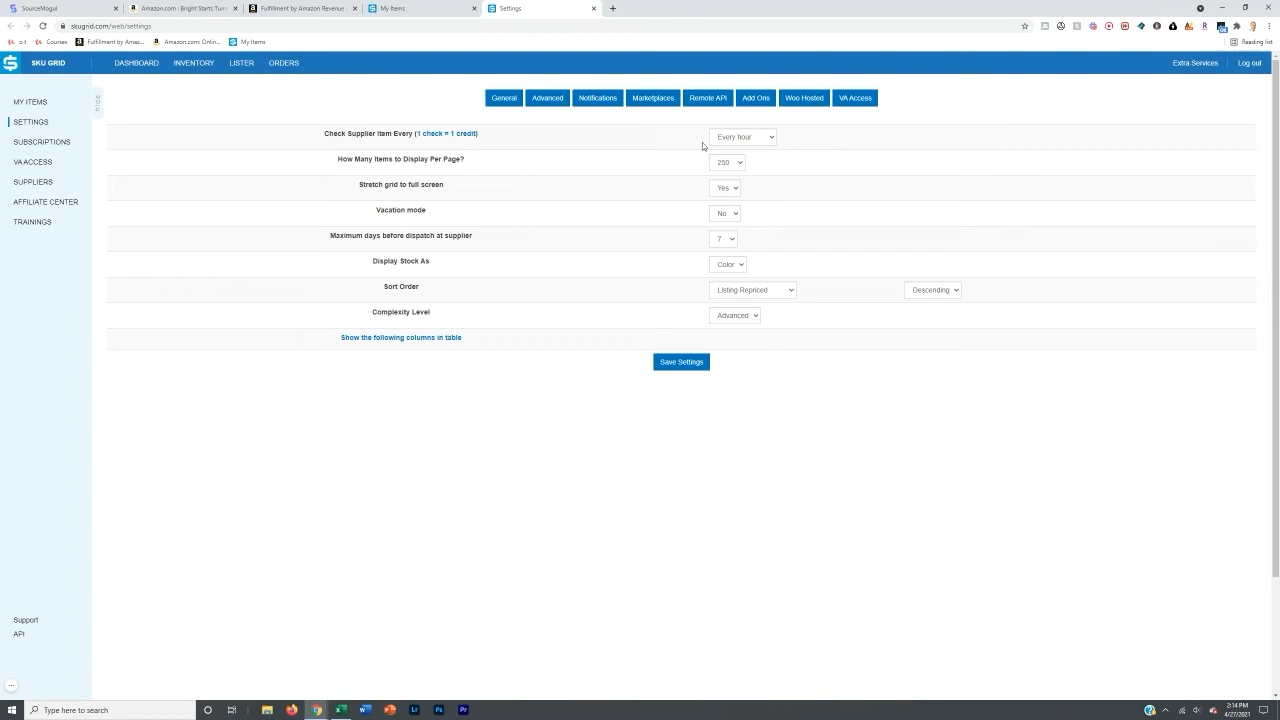 SourceMogul
Amazon.com : Bright Starts Tum
Fulfillment by Amazon Revenue
My Items
Settings
skugrid.com/web/settings
o t
Courses
Fulfillment by Amaz...
Amazon.com: Onlin...
My Items
Reading list
SKU GRID
DASHBOARD
INVENTORY
LISTER
ORDERS
Extra Services
Log out
MY ITEMS
SETTINGS
SUBSCRIPTIONS
VA ACCESS
SUPPLIERS
AFFILIATE CENTER
TRAININGS
hide
General
Advanced
Notifications
Marketplaces
Remote API
Add Ons
Woo Hosted
VA Access
Check Supplier Item Every (1 check = 1 credit)
Every hour
How Many Items to Display Per Page?
250
Stretch grid to full screen
Yes
Vacation mode
No
Maximum days before dispatch at supplier
7
Display Stock As
Color
Sort Order
Listing Repriced
Descending
Complexity Level
Advanced
Show the following columns in table
Save Settings
Support
API
Type here to search
2:14 PM
4/27/2021